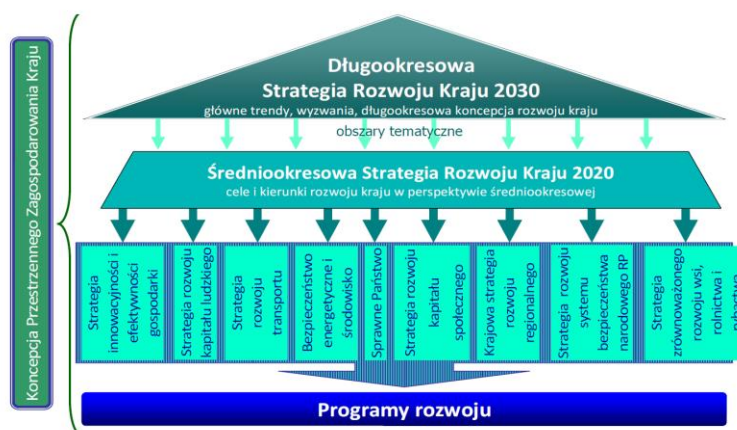 Koncepcja Przestrzennego Zagospodarowania Kraju
Długookresowa
Strategia Rozwoju Kraju 2030
główne trendy, wyzwania, długookresowa koncepcja rozwoju kraju
obszary tematyczne
Średniookresowa Strategia Rozwoju Kraju 2020
cele i kierunki rozwoju kraju w perspektywie średniookresowej
Strategia
innowacyjności i
efektywności
gospodarki
Strategia rozwoju
kapitału ludzkiego
Strategia
rozwoju
transportu
Bezpieczeństwo
energetyczne i
środowisko
Sprawne Państwo
Strategia rozwoju
kapitału
społecznego
Krajowa strategia
rozwoju
regionalnego
Strategia rozwoju
systemu
bezpieczeństwa
narodowego RP
Strategia
zrównoważonego
rozwoju wsi,
rolnictwa i
Programy rozwoju